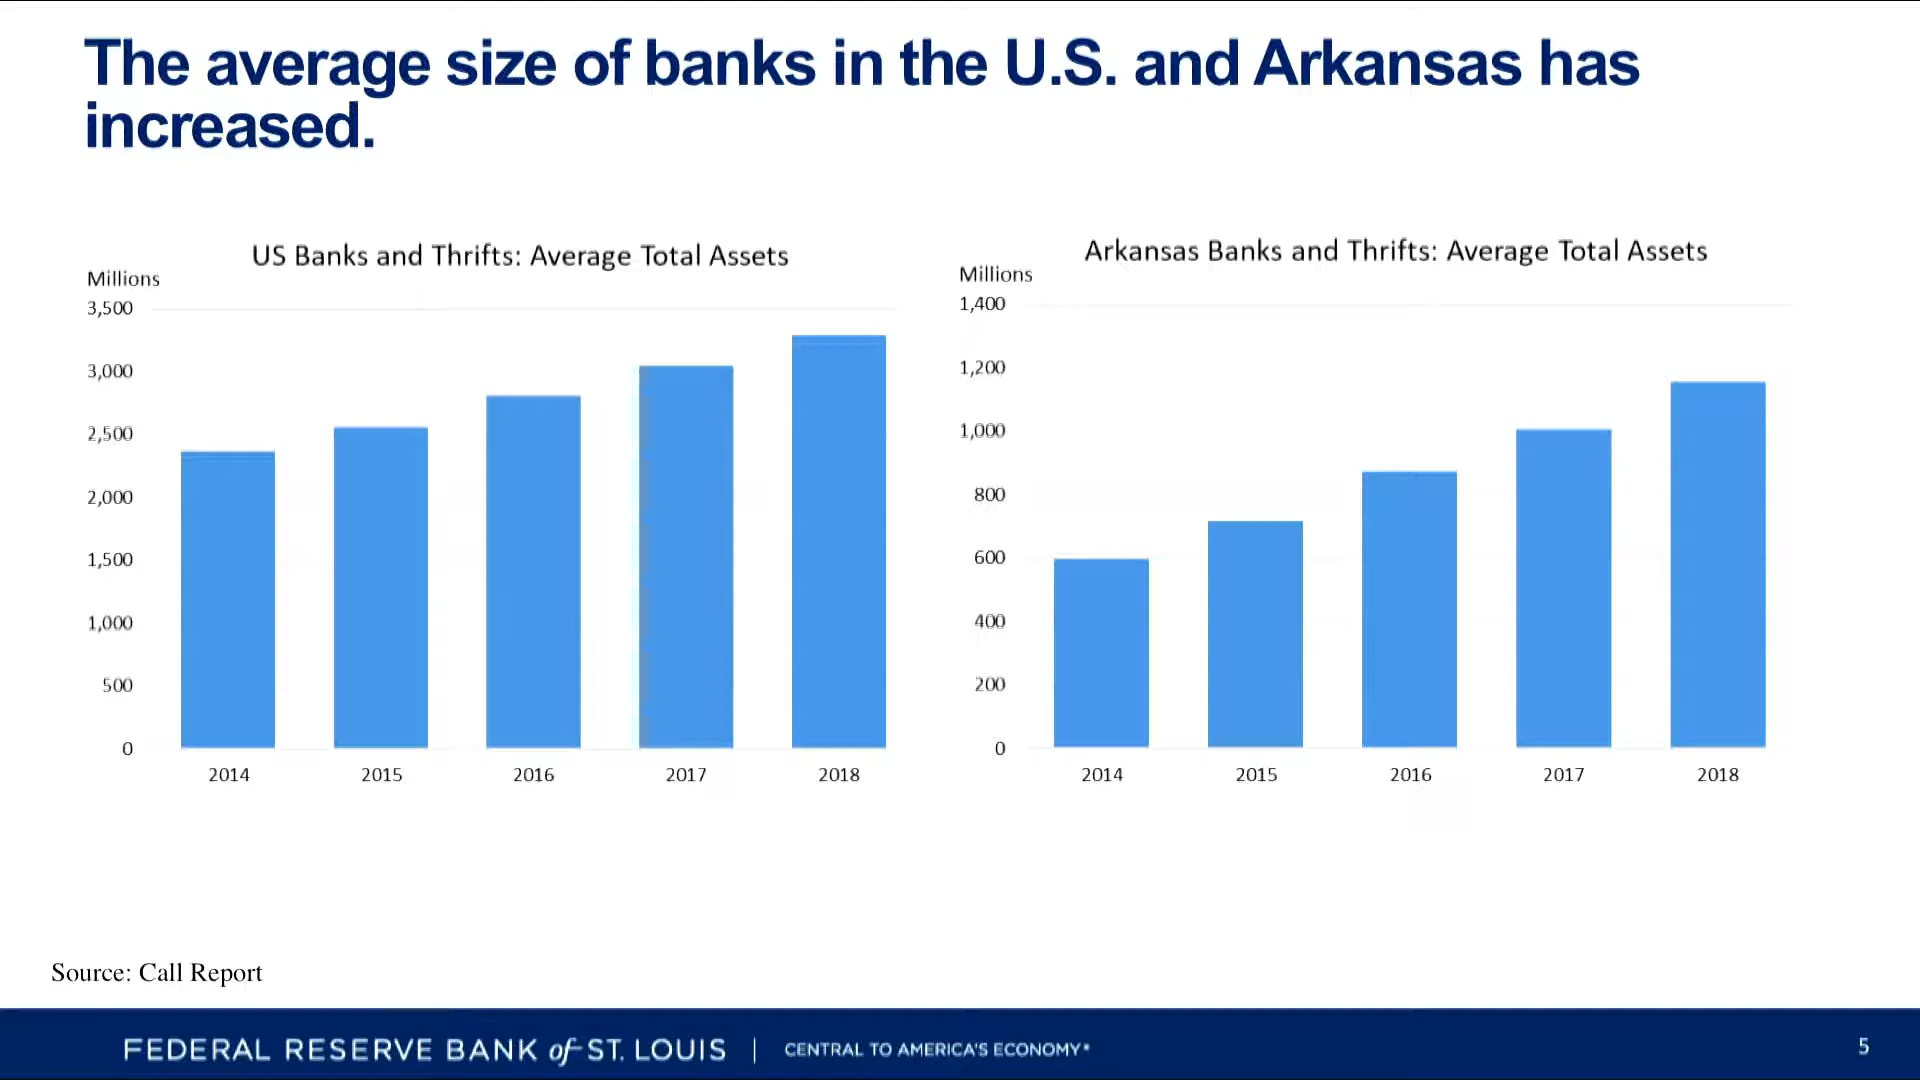 The average size of banks in the U.S. and Arkansas has
increased.
US Banks and Thrifts: Average Total Assets
Millions
3,500
3,000
2,500
2,000
1,500
1,000
500
0
2014 2015 2016 2017 2018
Arkansas Banks and Thrifts: Average Total Assets
Millions
1,400
1,200
1,000
800
600
400
200
0
2014 2015 2016 2017 2018
Source: Call Report
FEDERAL RESERVE BANK of ST. LOUIS | CENTRAL TO AMERICA'S ECONOMY®
5